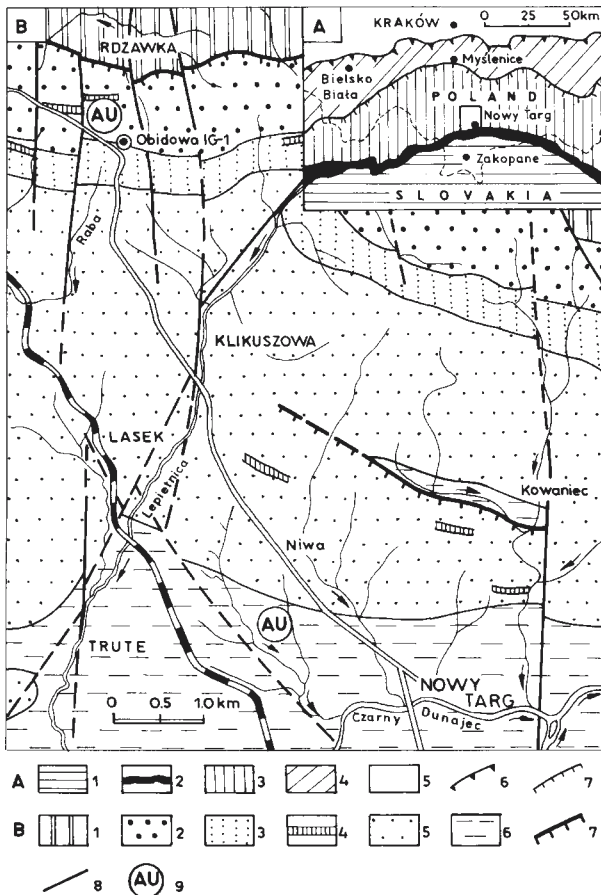 B
RDZAWKA
AU
Obidowa IG-1
Raba
KLIKUSZOWA
LASEK
Lepietnica
Kowaniec
Niwa
AU
TRUTE
0 0.5 1.0 km
NOWY
TARG
Czarny Dunajec
A
KRAKÓW
0 25 50km
Myślenice
Bielsko
Biała
POLAND
Nowy Targ
Zakopane
SLOVAKIA
A 1 2 3 4 5 6 7
B 1 2 3 4 5 6 7
8 AU 9